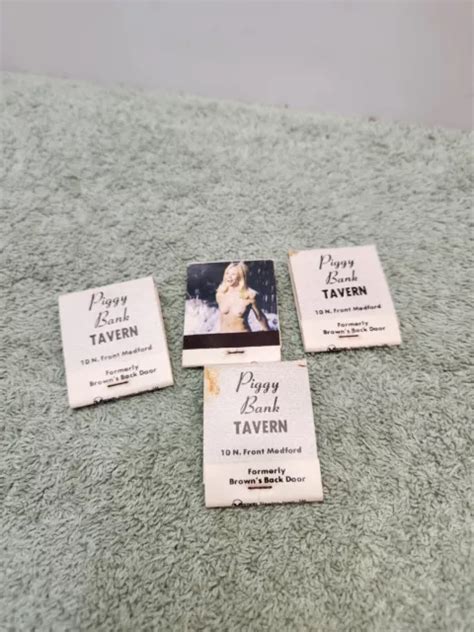 Piggy
Bank
TAVERN
10 N. Front Medford
Formerly
Brown's Back Door
Piggy
Bank
TAVERN
10 N. Front Medford
Formerly
Brown's Back Door
Piggy
Bank
TAVERN
10 N. Front Medford
Formerly
Brown's Back Door